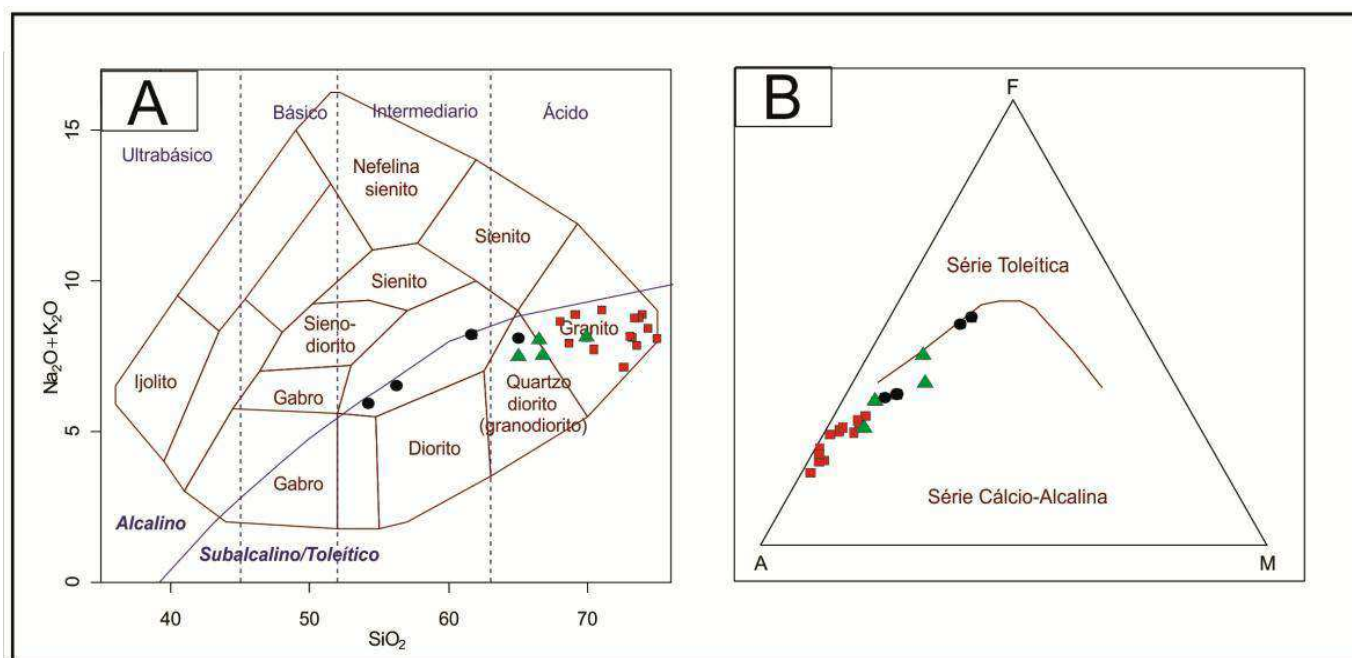 A
Ultrabásico
Básico
Intermediario
Ácido
Nefelina
sienito
Sienito
Sienito
Sieno-
diorito
Ijolito
Gabro
Granito
Quartzo
diorito
(granodiorito)
Diorito
Gabro
Alcalino
Subalcalino/Toleítico
Na2O+K2O
0
5
10
15
40
50
60
70
SiO2
B
F
Série Toleítica
Série Cálcio-Alcalina
A
M